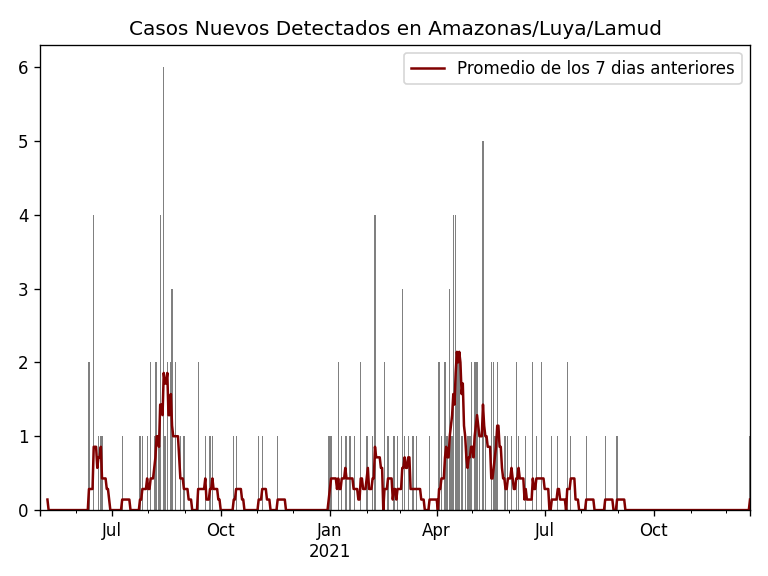 Casos Nuevos Detectados en Amazonas/Luya/Lamud
Promedio de los 7 dias anteriores
6
5
4
3
2
1
0
Jul
Oct
Jan
Apr
Jul
Oct
2021